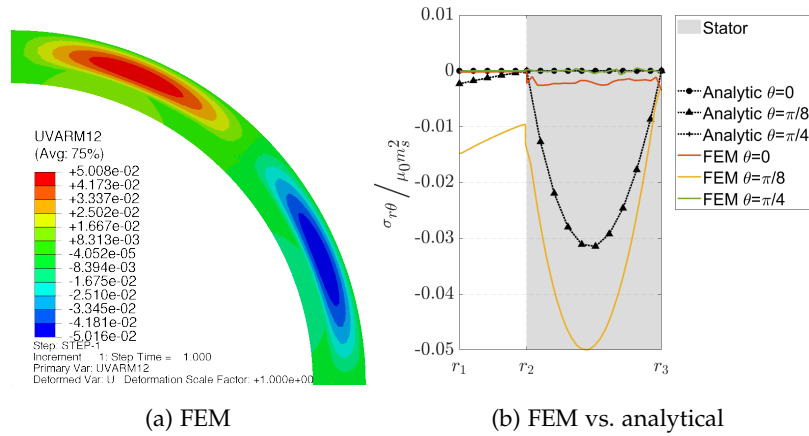 UVARM12
(Avg: 75%)
+5.008e-02
+4.173e-02
+3.337e-02
+2.502e-02
+1.667e-02
+8.313e-03
-4.052e-05
-8.394e-03
-1.675e-02
-2.510e-02
-3.345e-02
-4.181e-02
-5.016e-02
Step: STEP-1
Increment 1: Step Time = 1.000
Primary Var: UVARM12
Deformed Var: U Deformation Scale Factor: +1.000e+00
(a) FEM
0.01
0
-0.01
-0.02
-0.03
-0.04
-0.05
σrθ / μ0 m_s^2
r1
r2
r3
Stator
Analytic θ=0
Analytic θ=π/8
Analytic θ=π/4
FEM θ=0
FEM θ=π/8
FEM θ=π/4
(b) FEM vs. analytical